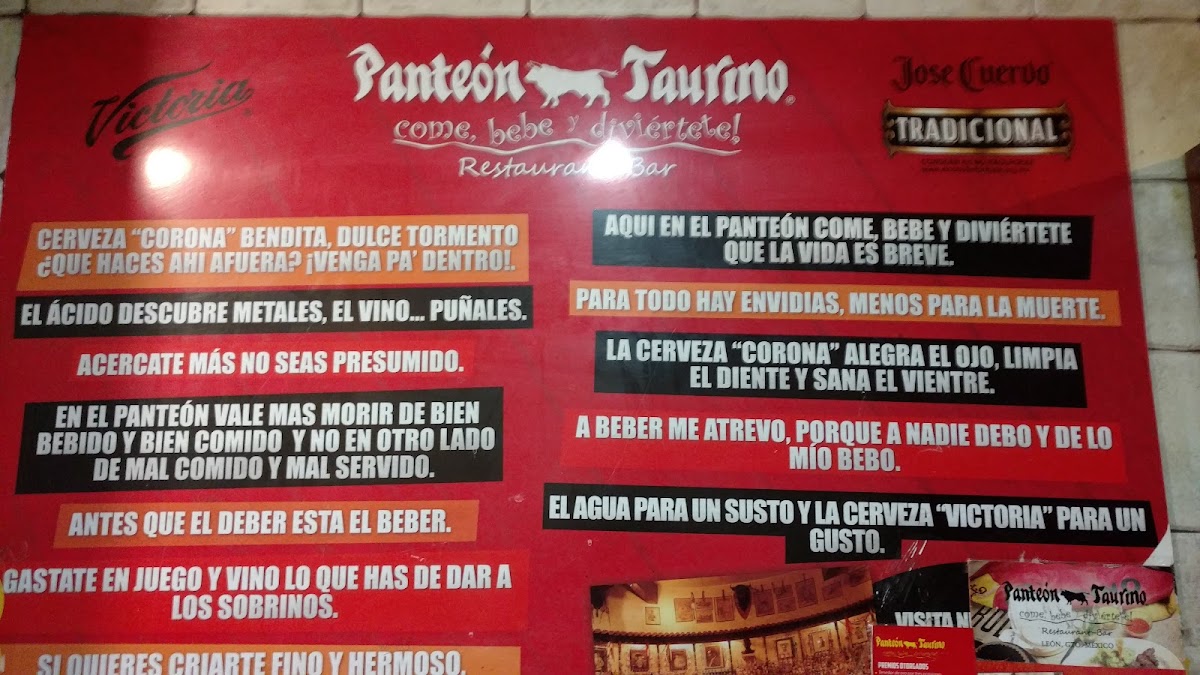 Victoria
Panteón Taurino
come, bebe y diviértete!
Restaurante-Bar
Jose Cuervo
TRADICIONAL
CERVEZA "CORONA" BENDITA, DULCE TORMENTO
¿QUE HACES AHI AFUERA? ¡VENGA PA' DENTRO!.
EL ÁCIDO DESCUBRE METALES, EL VINO... PUÑALES.
ACERCATE MÁS NO SEAS PRESUMIDO.
EN EL PANTEÓN VALE MAS MORIR DE BIEN
BEBIDO Y BIEN COMIDO Y NO EN OTRO LADO
DE MAL COMIDO Y MAL SERVIDO.
ANTES QUE EL DEBER ESTA EL BEBER.
GASTATE EN JUEGO Y VINO LO QUE HAS DE DAR A
LOS SOBRINOS.
SI QUIERES CRIARTE FINO Y HERMOSO,
AQUI EN EL PANTEÓN COME, BEBE Y DIVIÉRTETE
QUE LA VIDA ES BREVE.
PARA TODO HAY ENVIDIAS, MENOS PARA LA MUERTE.
LA CERVEZA "CORONA" ALEGRA EL OJO, LIMPIA
EL DIENTE Y SANA EL VIENTRE.
A BEBER ME ATREVO, PORQUE A NADIE DEBO Y DE LO
MÍO BEBO.
EL AGUA PARA UN SUSTO Y LA CERVEZA "VICTORIA" PARA UN
GUSTO.
VISITA
Panteón Taurino
PREMIOS OTORGADOS
Panteón Taurino
come, bebe y diviértete!
Restaurante-Bar
LEÓN, GTO. MÉXICO